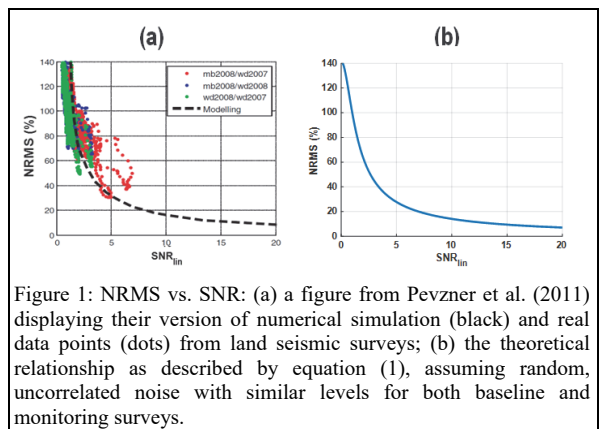 (a)
(b)
140
120
100
80
60
40
20
0
NRMS (%)
mb2008/wd2007
mb2008/wd2008
wd2008/wd2007
Modelling
0
5
10
15
20
SNRlin
140
120
100
80
60
40
20
0
NRMS (%)
0
5
10
15
20
SNRlin
Figure 1: NRMS vs. SNR: (a) a figure from Pevzner et al. (2011)
displaying their version of numerical simulation (black) and real
data points (dots) from land seismic surveys; (b) the theoretical
relationship as described by equation (1), assuming random,
uncorrelated noise with similar levels for both baseline and
monitoring surveys.